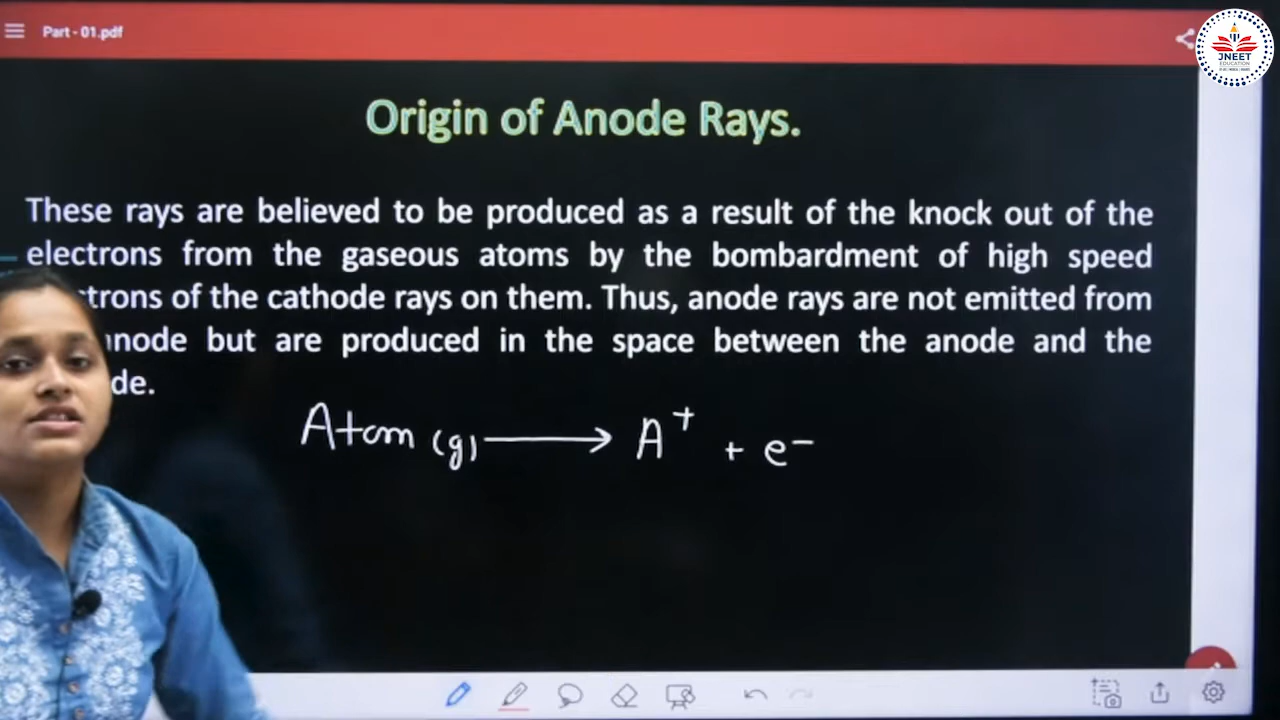 Part - 01.pdf
JNEET
EDUCATION
Origin of Anode Rays.
These rays are believed to be produced as a result of the knock out of the
electrons from the gaseous atoms by the bombardment of high speed
trons of the cathode rays on them. Thus, anode rays are not emitted from
node but are produced in the space between the anode and the
de.
Atom (g) ⟶ A⁺ + e⁻